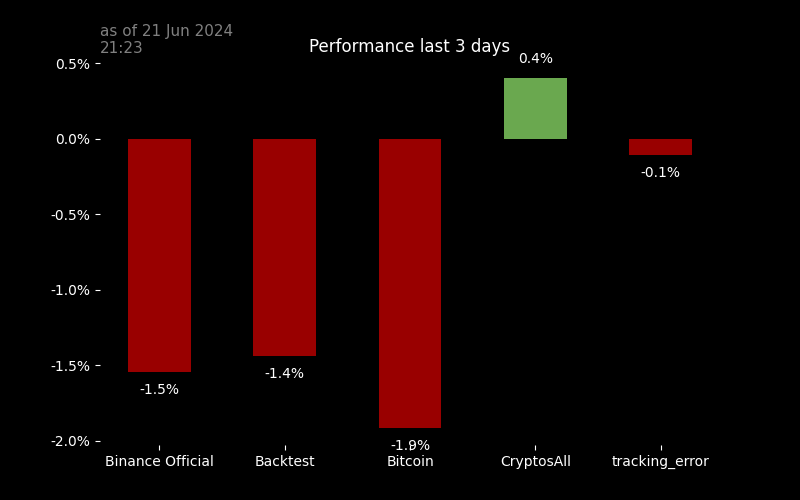 as of 21 Jun 2024
21:23
Performance last 3 days
0.5%
0.0%
-0.5%
-1.0%
-1.5%
-2.0%
0.4%
-0.1%
-1.5%
-1.4%
-1.9%
Binance Official
Backtest
Bitcoin
CryptosAll
tracking_error